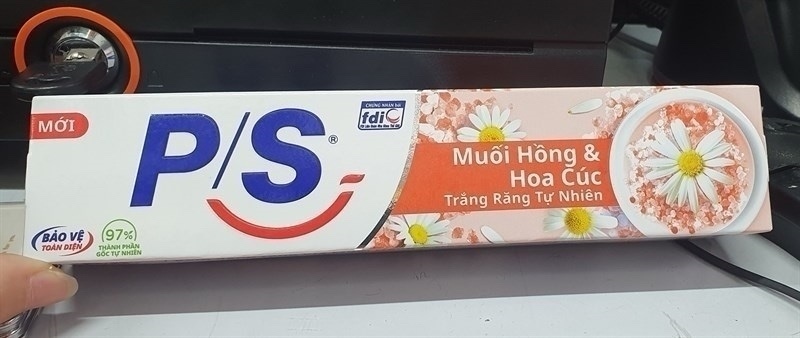 MỚI
P/S
®
CHỨNG NHẬN bởi
fdi
Muối Hồng &
Hoa Cúc
Trắng Răng Tự Nhiên
BẢO VỆ
TOÀN DIỆN
97%
THÀNH PHẦN
GỐC TỰ NHIÊN